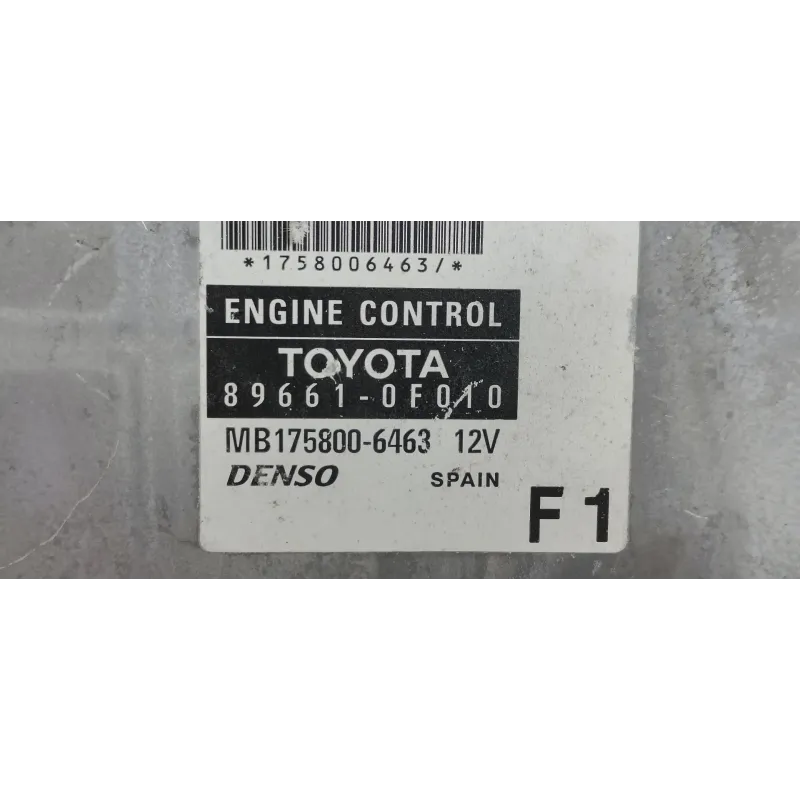 *1758006463/*
ENGINE CONTROL
TOYOTA
89661-0F010
MB175800-6463 12V
DENSO SPAIN
F1